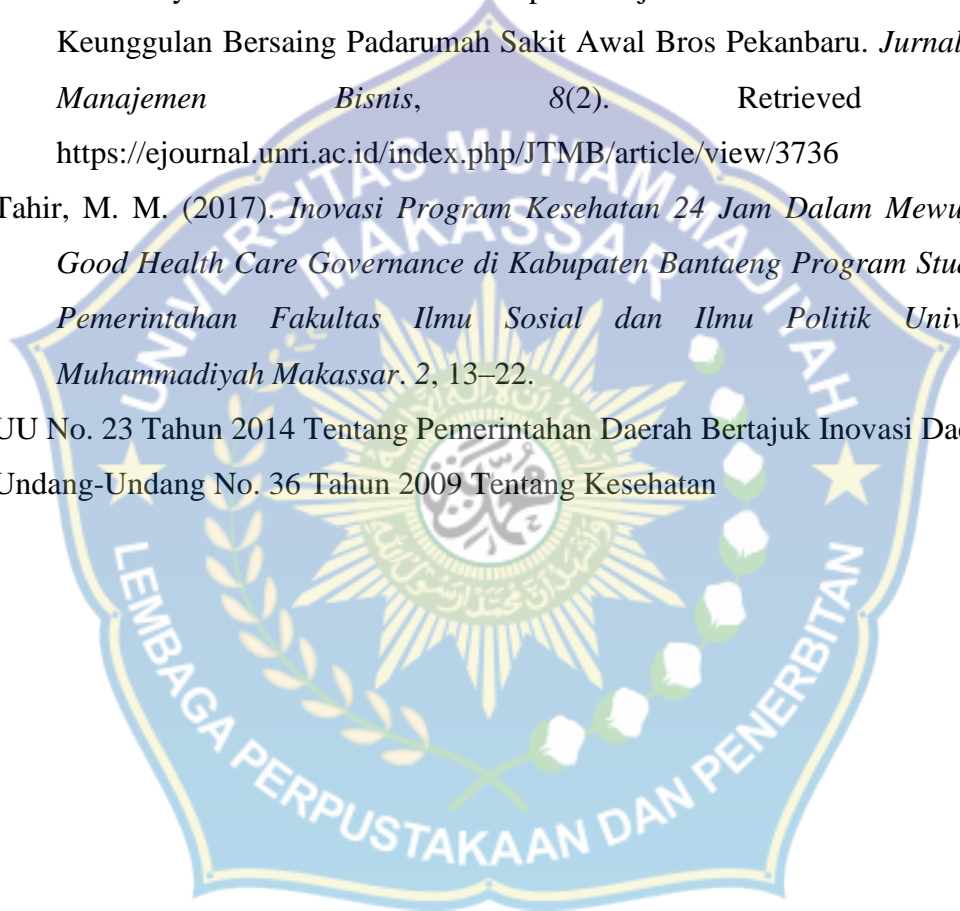 Keunggulan Bersaing Padarumah Sakit Awal Bros Pekanbaru. Jurnal
Manajemen Bisnis, 8(2). Retrieved
https://ejournal.unri.ac.id/index.php/JTMB/article/view/3736
Tahir, M. M. (2017). Inovasi Program Kesehatan 24 Jam Dalam Mewu
Good Health Care Governance di Kabupaten Bantaeng Program Stu
Pemerintahan Fakultas Ilmu Sosial dan Ilmu Politik Univ
Muhammadiyah Makassar. 2, 13–22.
UU No. 23 Tahun 2014 Tentang Pemerintahan Daerah Bertajuk Inovasi Dae
Undang-Undang No. 36 Tahun 2009 Tentang Kesehatan
UNIVERSITAS MUHAMMADIYAH
MAKASSAR
محمد
LEMBAGA PERPUSTAKAAN DAN PENERBITAN